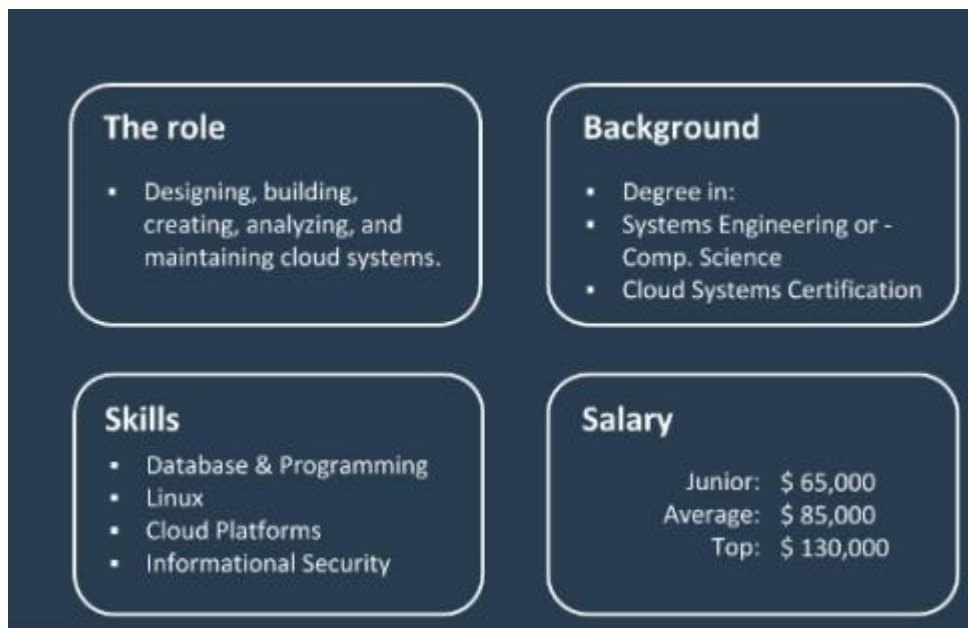 The role
▪ Designing, building,
creating, analyzing, and
maintaining cloud systems.
Background
▪ Degree in:
▪ Systems Engineering or -
Comp. Science
▪ Cloud Systems Certification
Skills
▪ Database & Programming
▪ Linux
▪ Cloud Platforms
▪ Informational Security
Salary
Junior: $ 65,000
Average: $ 85,000
Top: $ 130,000